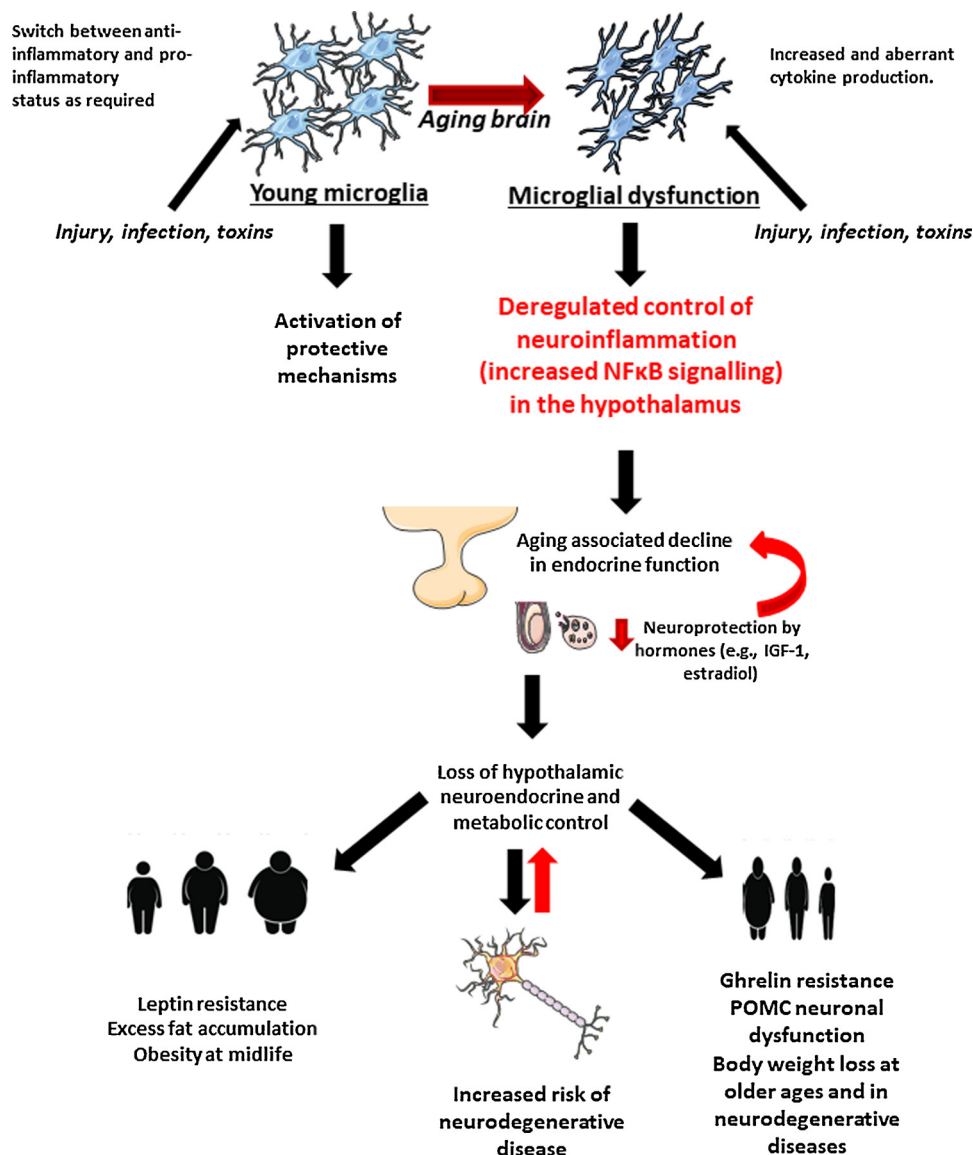 Switch between anti-
inflammatory and pro-
inflammatory
status as required
Increased and aberrant
cytokine production.
Aging brain
Young microglia
Microglial dysfunction
Injury, infection, toxins
Injury, infection, toxins
Activation of
protective
mechanisms
Deregulated control of
neuroinflammation
(increased NFκB signalling)
in the hypothalamus
Aging associated decline
in endocrine function
Neuroprotection by
hormones (e.g., IGF-1,
estradiol)
Loss of hypothalamic
neuroendocrine and
metabolic control
Leptin resistance
Excess fat accumulation
Obesity at midlife
Increased risk of
neurodegenerative
disease
Ghrelin resistance
POMC neuronal
dysfunction
Body weight loss at
older ages and in
neurodegenerative
diseases